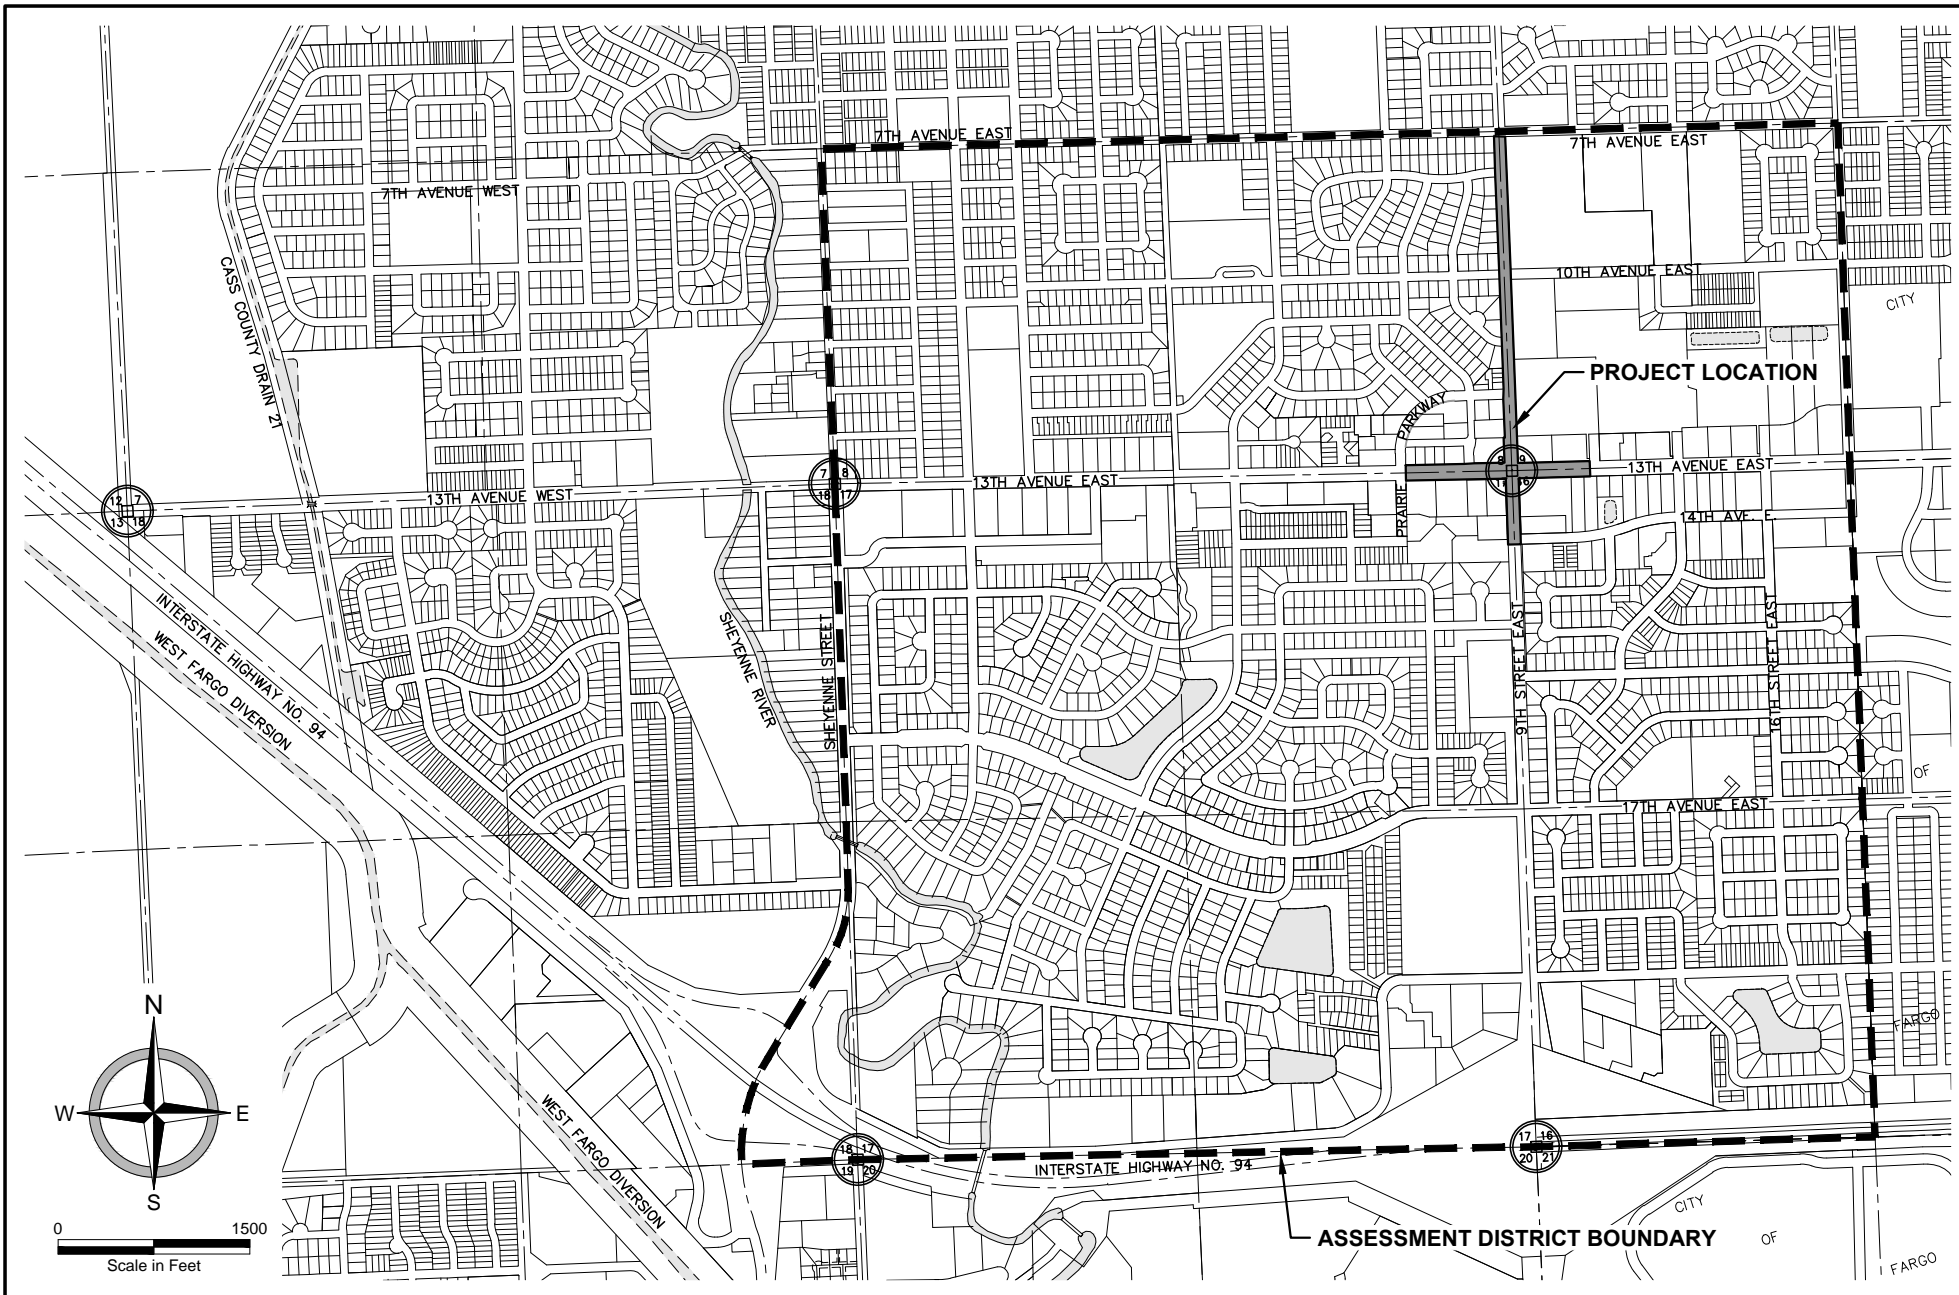 7TH AVENUE EAST
7TH AVENUE EAST
7TH AVENUE WEST
CASS COUNTY DRAIN 21
10TH AVENUE EAST
CITY
PROJECT LOCATION
PARKWAY
PRAIRIE
7 8
18 17
8 9
17 16
13TH AVENUE EAST
13TH AVENUE EAST
13TH AVENUE WEST
12 7
13 18
14TH AVE. E.
INTERSTATE HIGHWAY NO. 94
WEST FARGO DIVERSION
SHEYENNE RIVER
SHEYENNE STREET
9TH STREET EAST
16TH STREET EAST
OF
17TH AVENUE EAST
FARGO
N
W E
S
WEST FARGO DIVERSION
18 17
19 20
17 16
20 21
INTERSTATE HIGHWAY NO. 94
CITY
OF
FARGO
ASSESSMENT DISTRICT BOUNDARY
0 1500
Scale in Feet